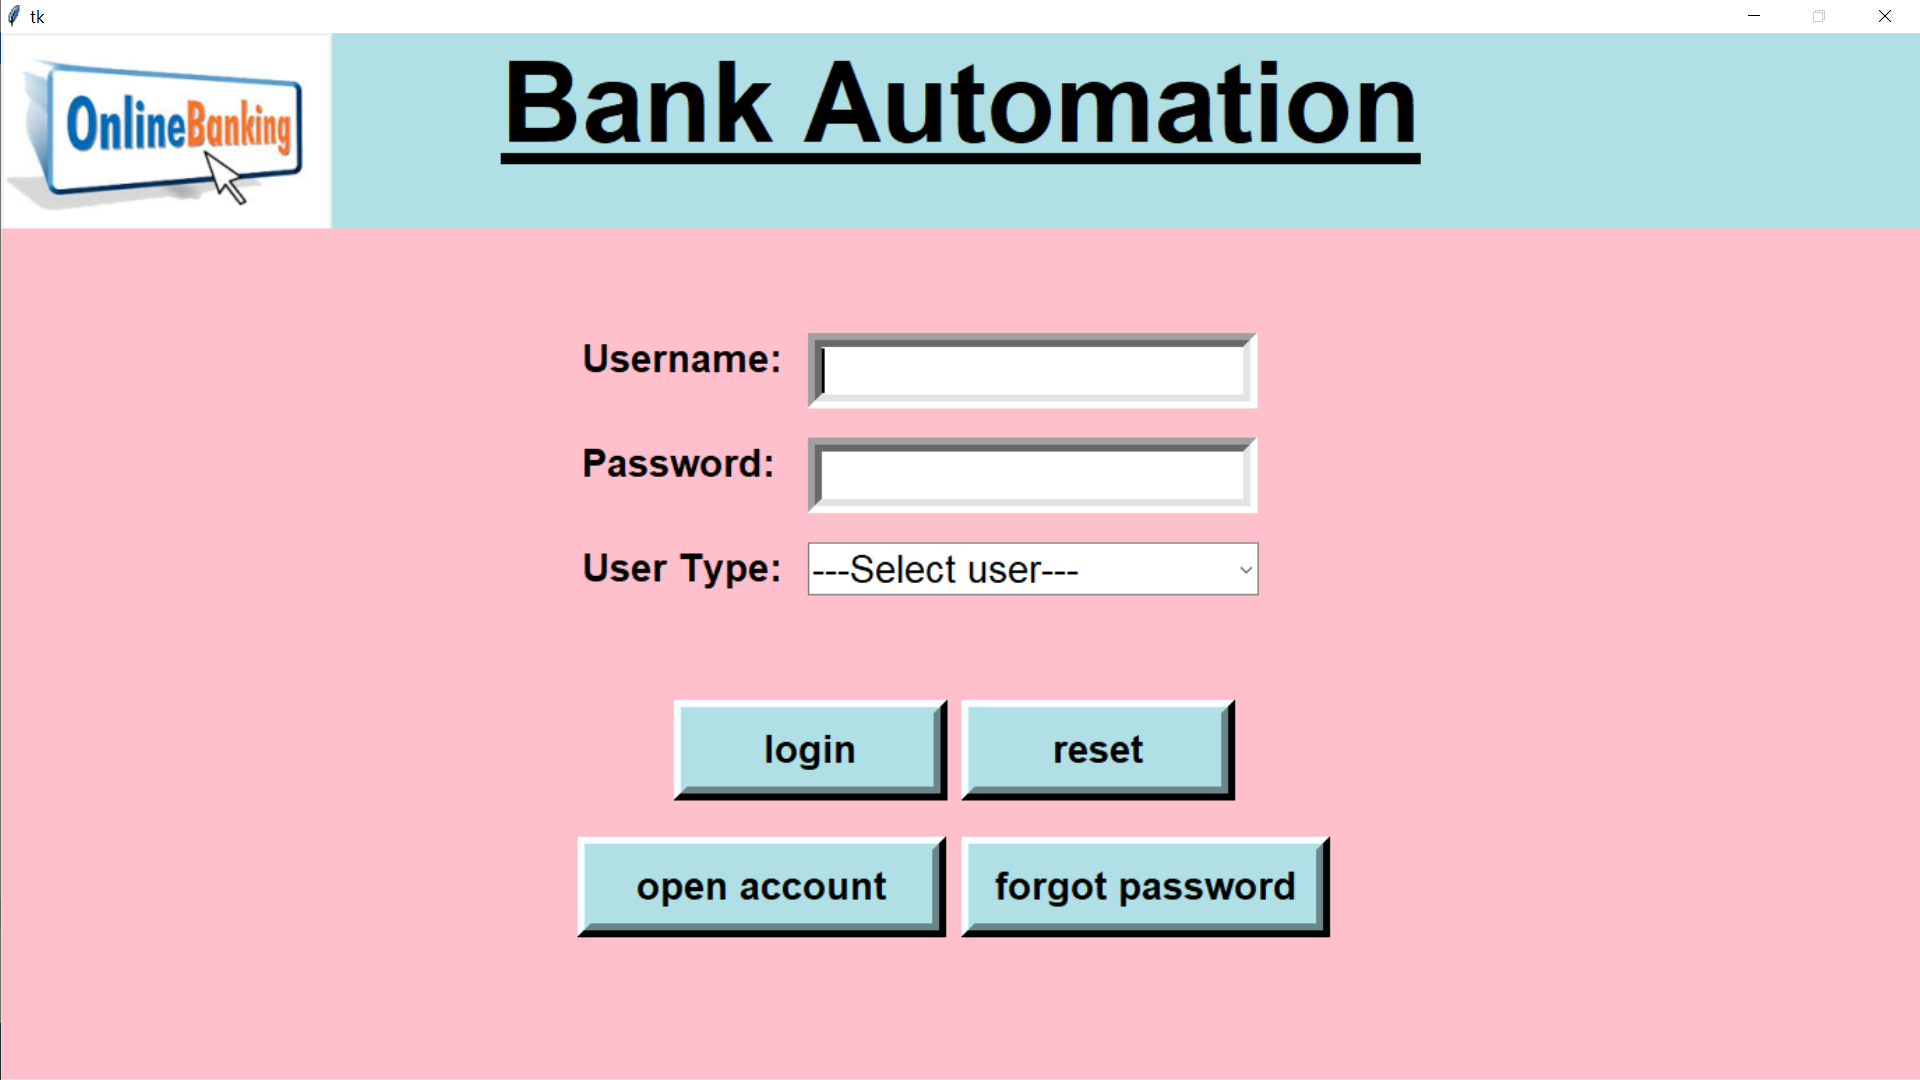 tk
OnlineBanking
Bank Automation
Username:
Password:
User Type:
---Select user---
login
reset
open account
forgot password